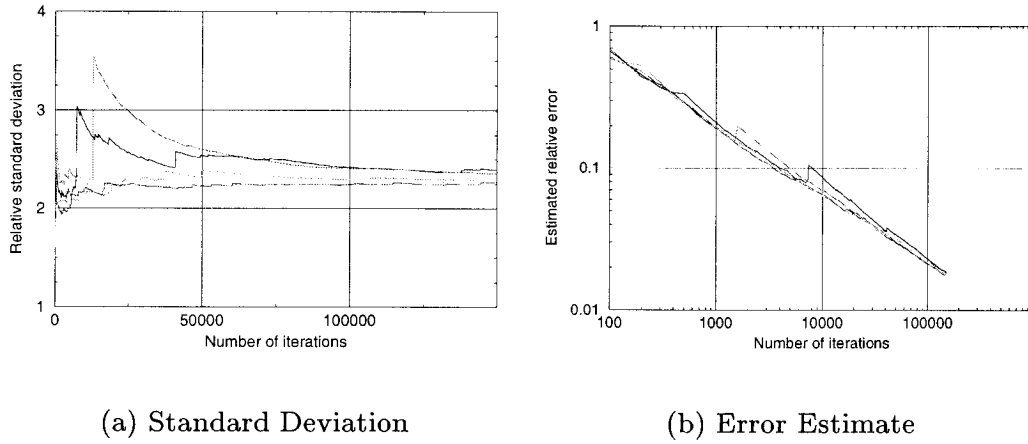 4
3
2
1
Relative standard deviation
0
50000
100000
Number of iterations
(a) Standard Deviation
1
0.1
0.01
Estimated relative error
100
1000
10000
100000
Number of iterations
(b) Error Estimate